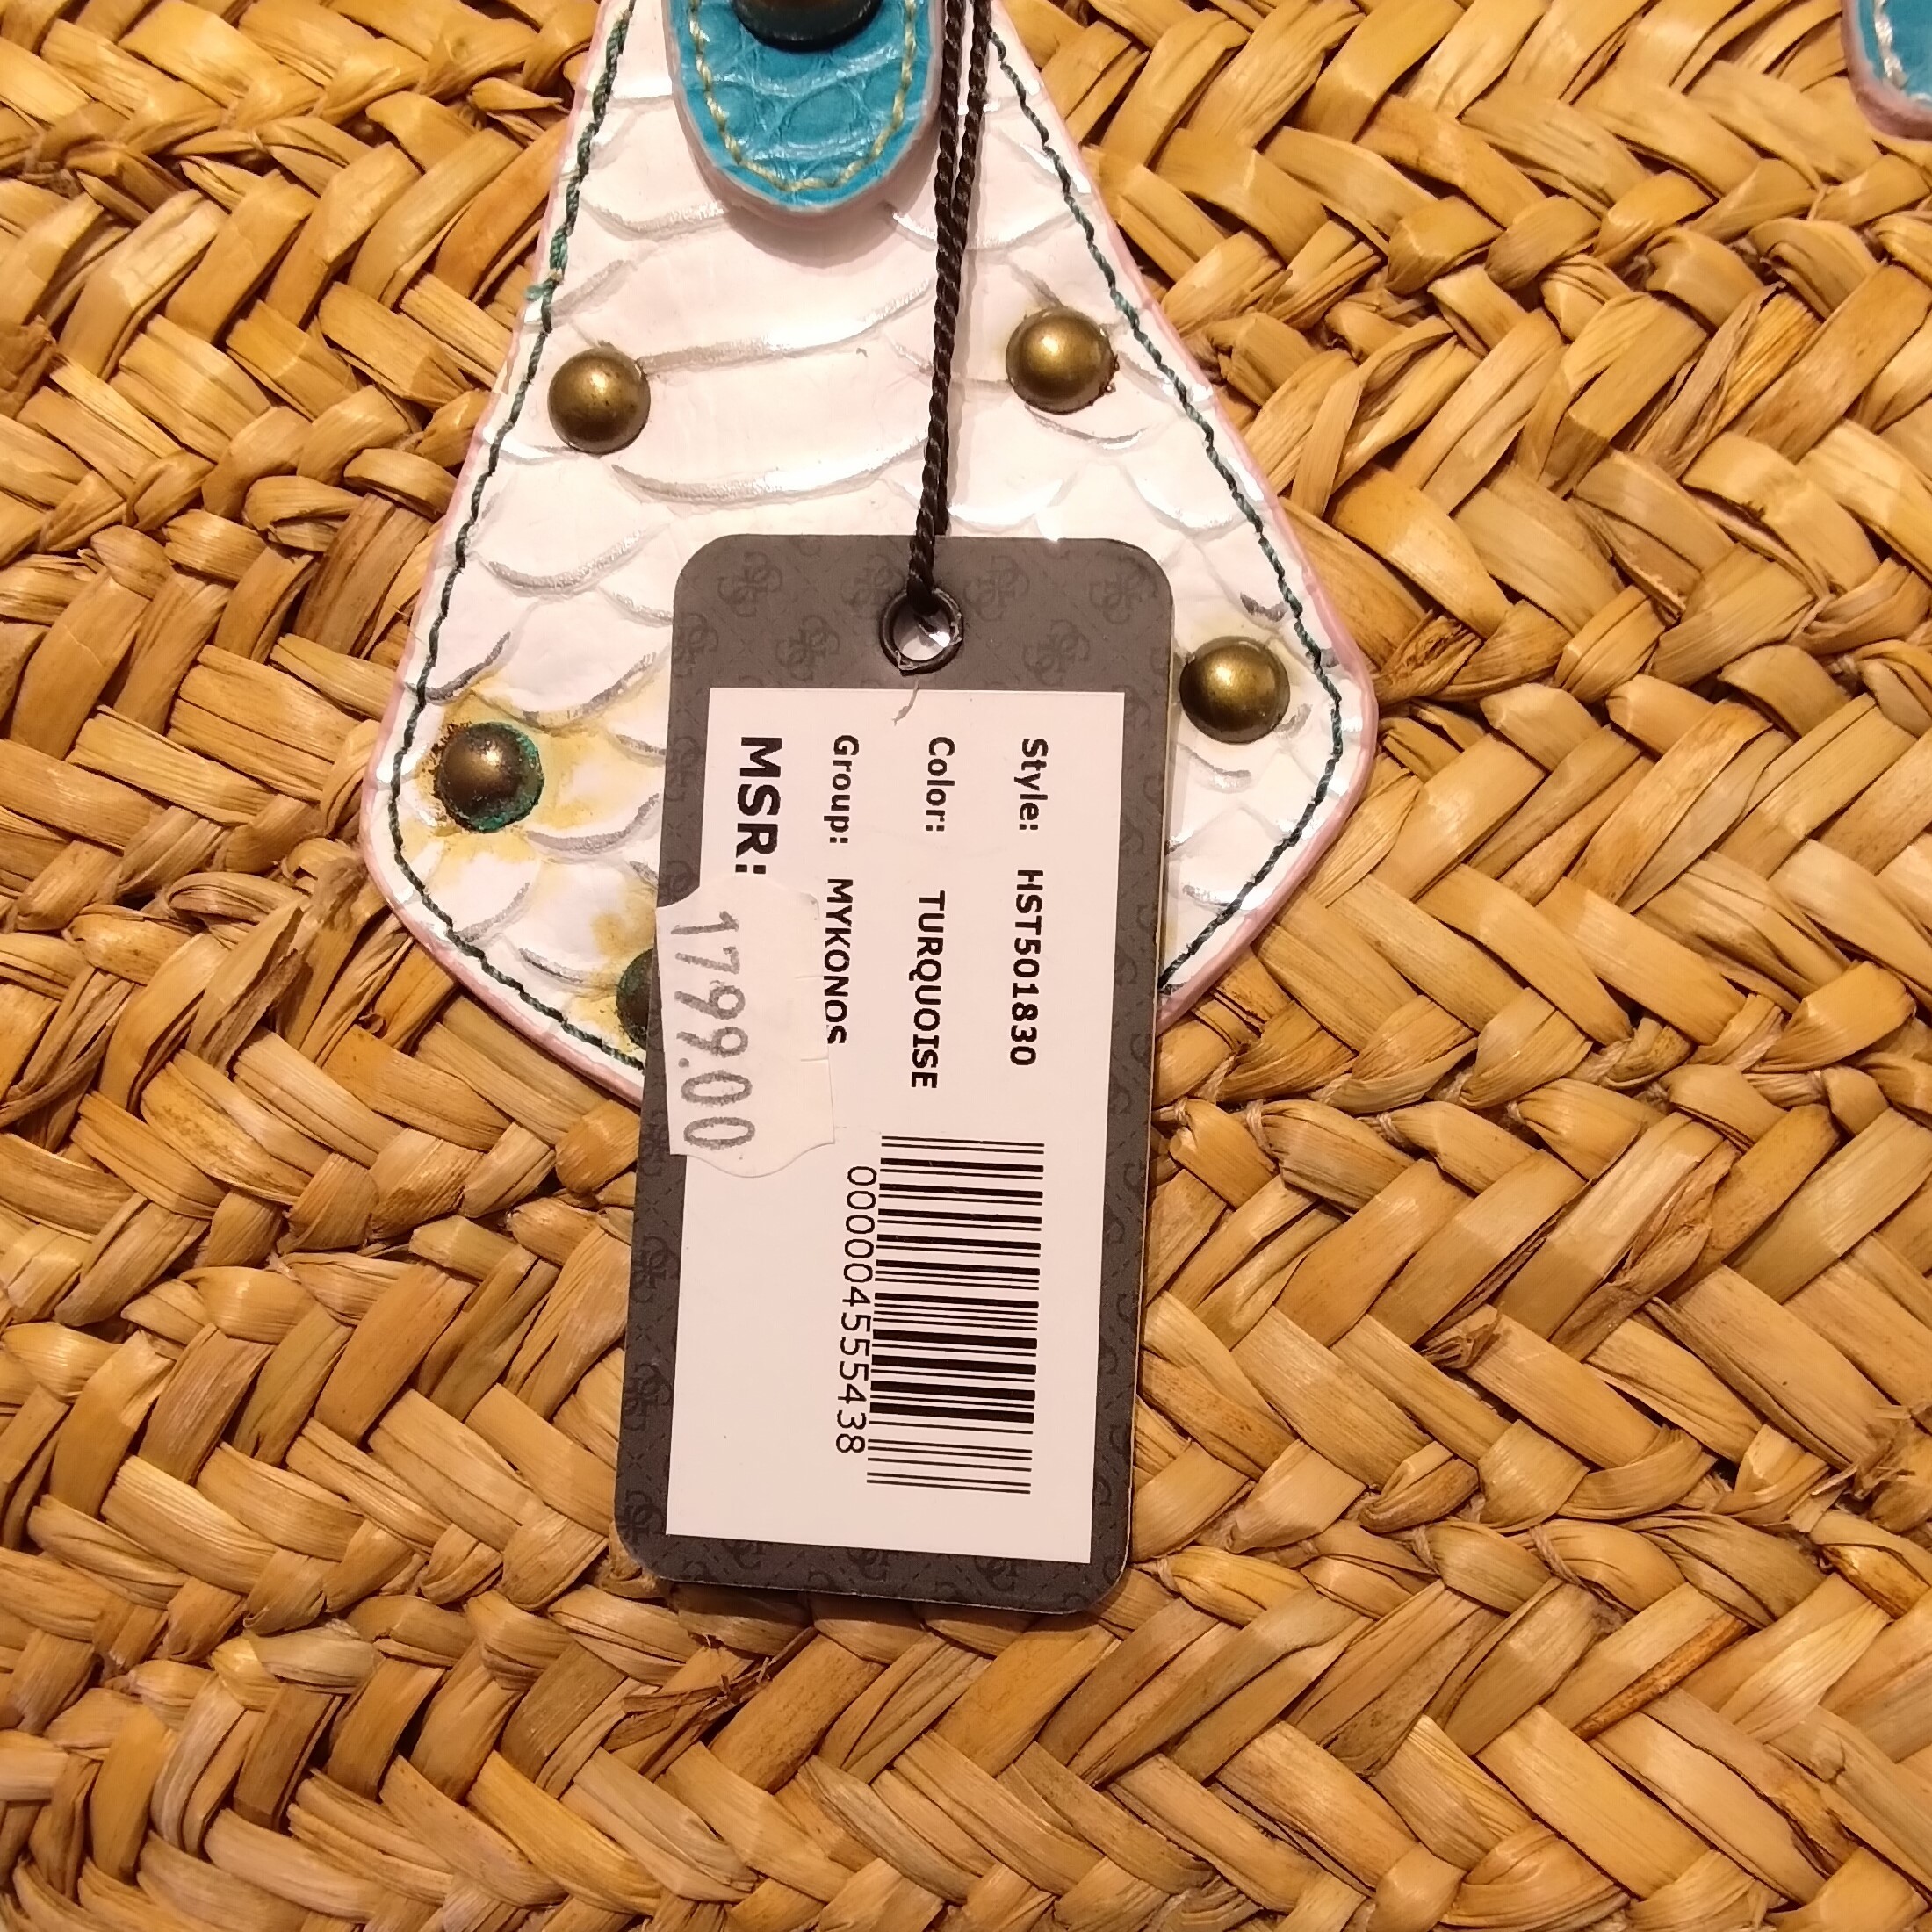 Style: HST501830
Color: TURQUOISE
Group: MYKONOS
MSR:
1799.00
0000045555438